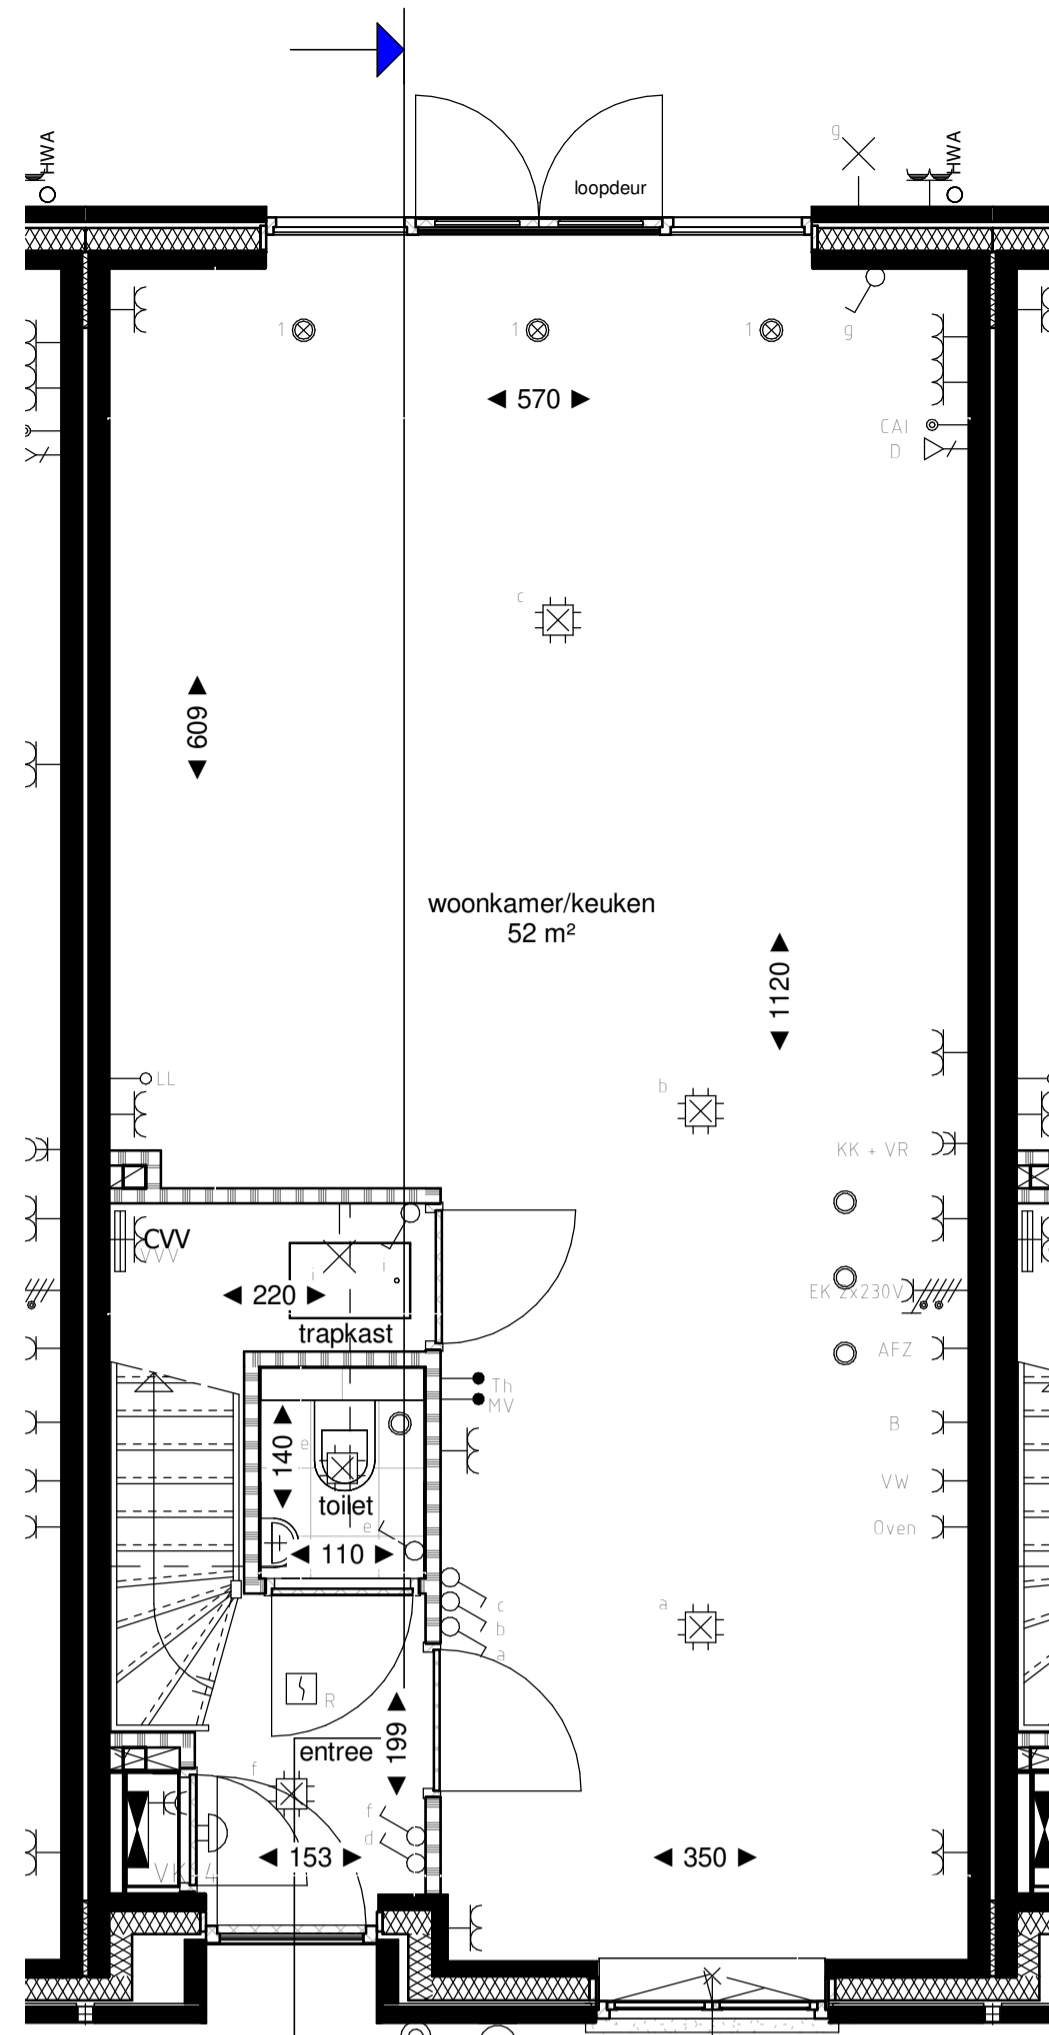 HWA
g
HWA
loopdeur
1
1
1
g
570
CAI
D
c
609
woonkamer/keuken
52 m²
1120
LL
b
KK + VR
CVV
VVV
i
i
220
EK 2x230V
trapkast
AFZ
Th
MV
B
140
e
VW
toilet
e
Oven
110
c
a
b
a
R
entree
199
f
f
d
153
350